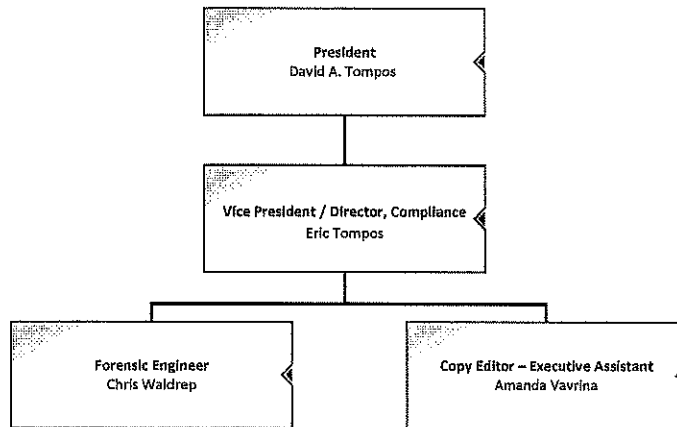 President
David A. Tompos
Vice President / Director, Compliance
Eric Tompos
Forensic Engineer
Chris Waldrep
Copy Editor – Executive Assistant
Amanda Vavrina